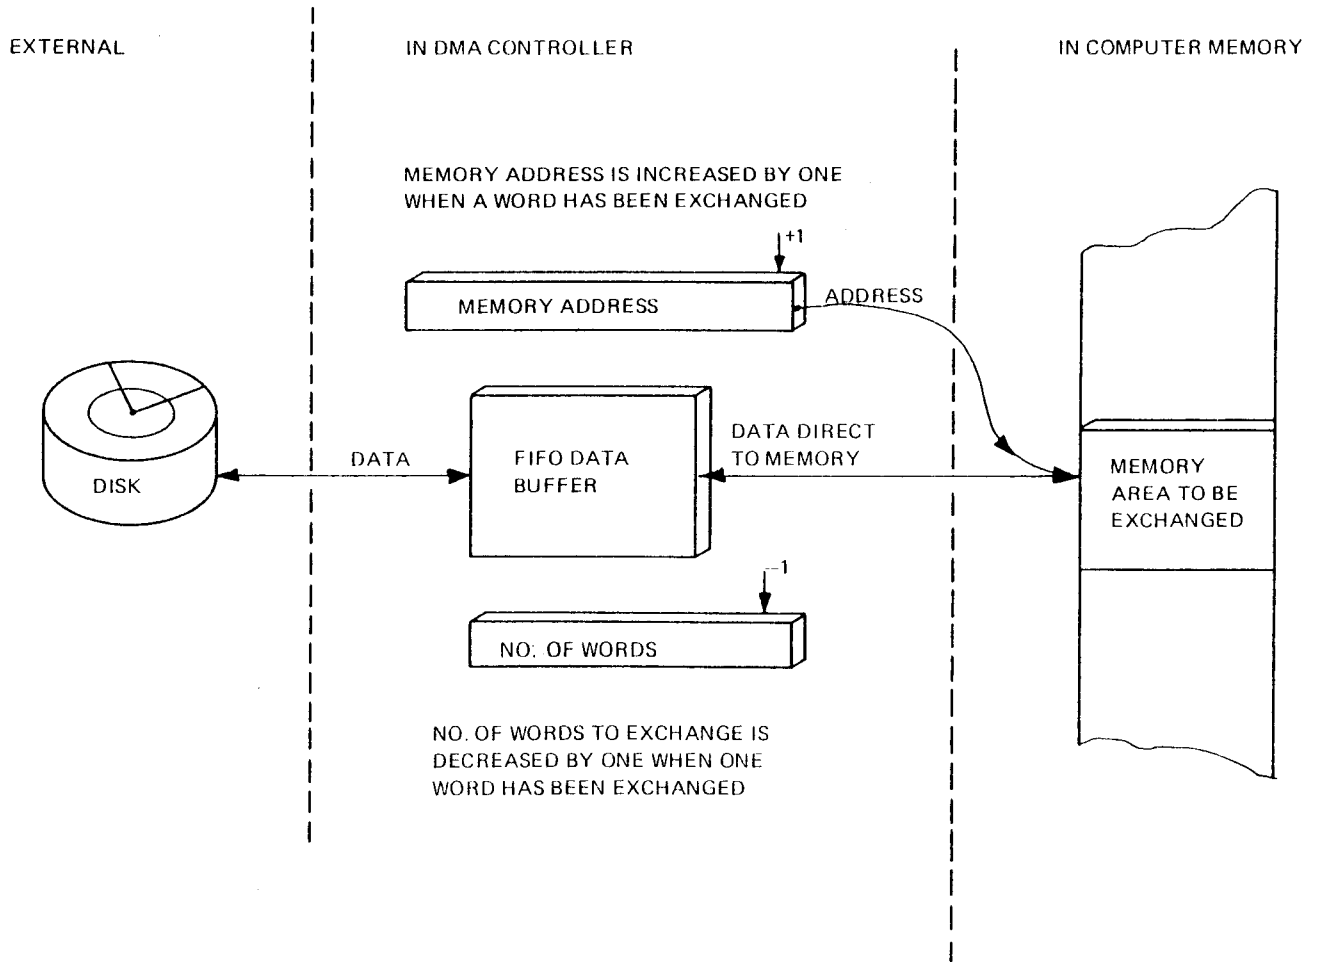 EXTERNAL
IN DMA CONTROLLER
IN COMPUTER MEMORY
MEMORY ADDRESS IS INCREASED BY ONE
WHEN A WORD HAS BEEN EXCHANGED
+1
MEMORY ADDRESS
ADDRESS
DISK
DATA
FIFO DATA
BUFFER
DATA DIRECT
TO MEMORY
MEMORY
AREA TO BE
EXCHANGED
−1
NO. OF WORDS
NO. OF WORDS TO EXCHANGE IS
DECREASED BY ONE WHEN ONE
WORD HAS BEEN EXCHANGED